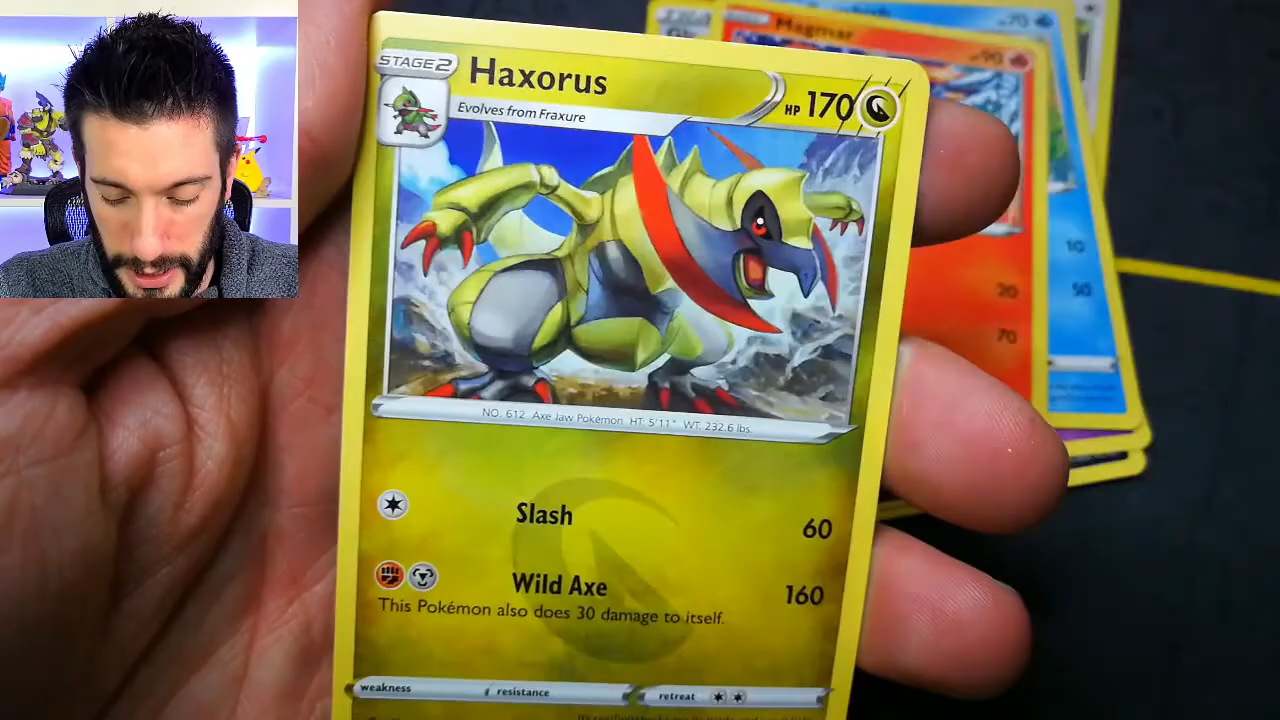 STAGE2 Haxorus HP 170
Evolves from Fraxure
NO. 612 Axe Jaw Pokémon HT: 5'11" WT: 232.6 lbs.
Slash 60
Wild Axe 160
This Pokémon also does 30 damage to itself.
weakness resistance retreat
Magmar 90
70
10
20
50
70